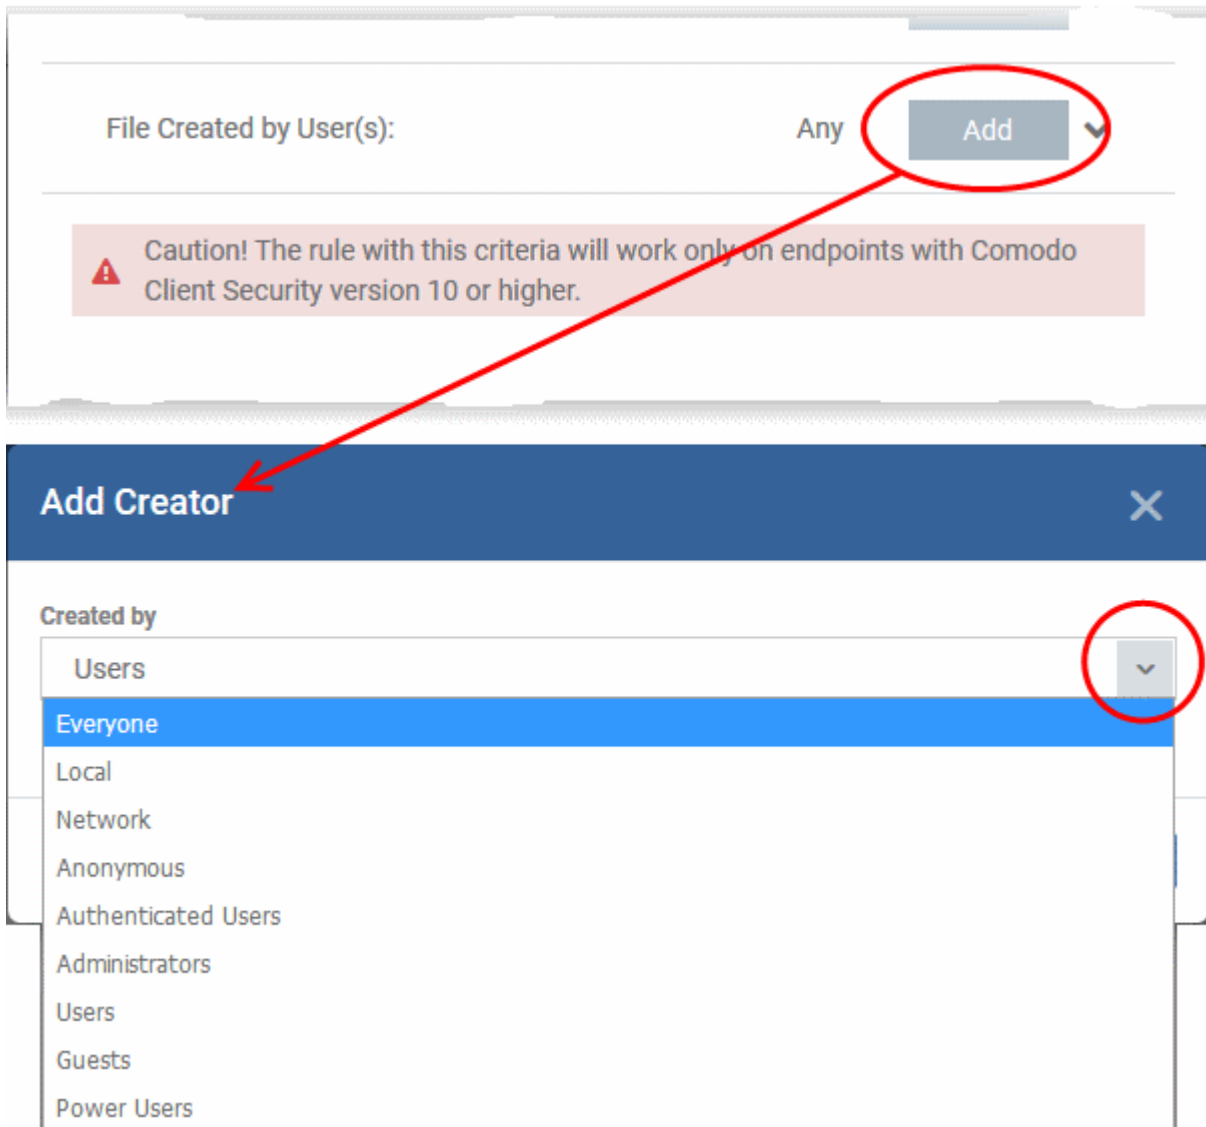 File Created by User(s): Any Add
Caution! The rule with this criteria will work only on endpoints with Comodo
Client Security version 10 or higher.
Add Creator
Created by
Users
Everyone
Local
Network
Anonymous
Authenticated Users
Administrators
Users
Guests
Power Users